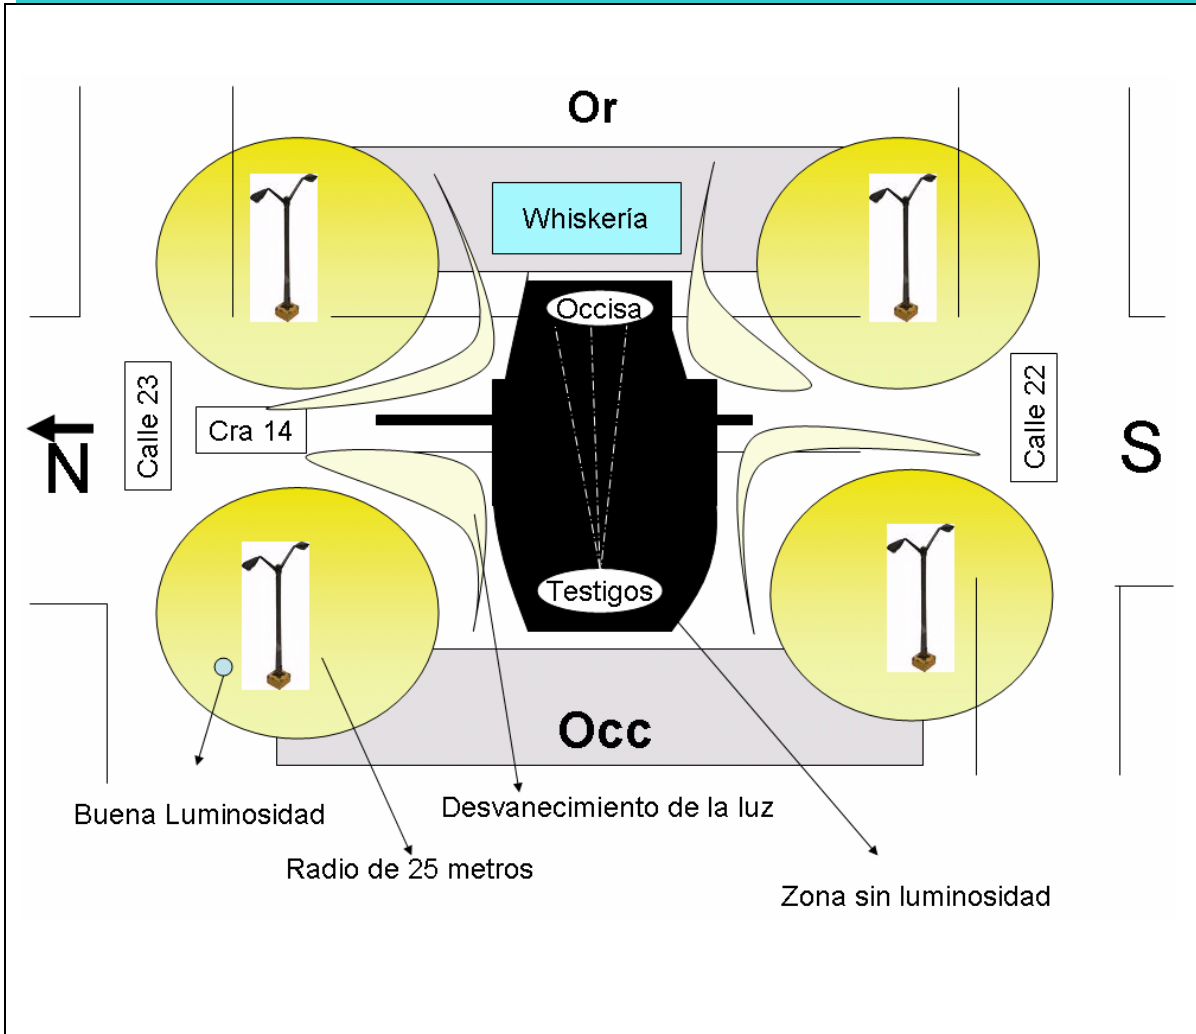 Or
Whiskería
Occisa
Calle 23
Calle 22
Cra 14
N
S
Testigos
Occ
Buena Luminosidad
Desvanecimiento de la luz
Radio de 25 metros
Zona sin luminosidad